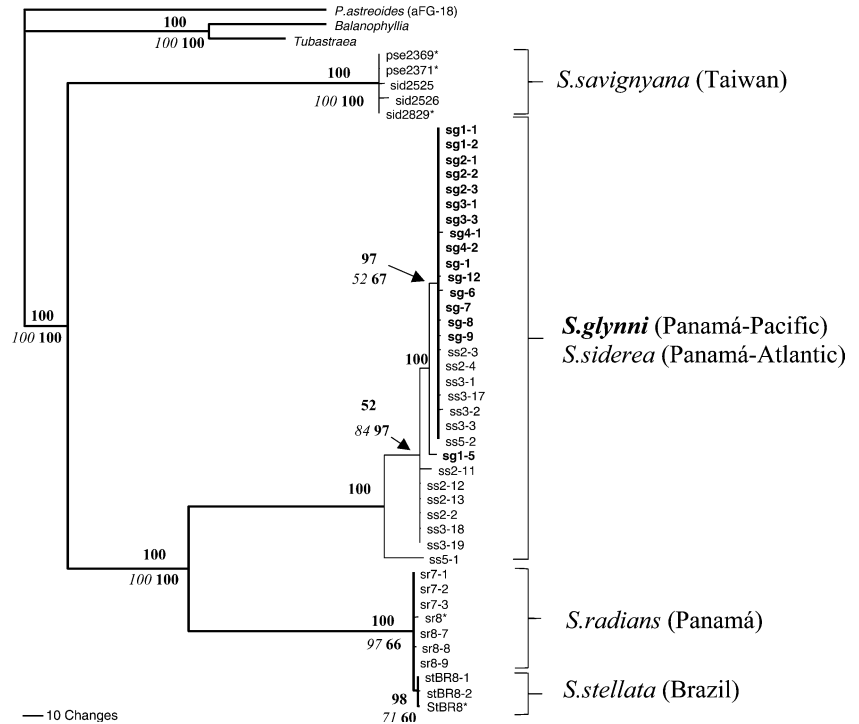 P.astreoides (aFG-18)
100
Balanophyllia
100 100
Tubastraea
pse2369*
pse2371*
100
sid2525
S.savignyana (Taiwan)
100 100
sid2526
sid2829*
sg1-1
sg1-2
sg2-1
sg2-2
sg2-3
sg3-1
sg3-3
sg4-1
sg4-2
97
sg-1
52 67
sg-12
sg-6
sg-7
100
sg-8
100 100
sg-9
S.glynni (Panamá-Pacific)
100
ss2-3
S.siderea (Panamá-Atlantic)
ss2-4
ss3-1
ss3-17
52
ss3-2
84 97
ss3-3
ss5-2
sg1-5
ss2-11
100
ss2-12
ss2-13
ss2-2
ss3-18
ss3-19
100
ss5-1
100 100
sr7-1
sr7-2
sr7-3
100
sr8*
S.radians (Panamá)
97 66
sr8-7
sr8-8
sr8-9
stBR8-1
98
stBR8-2
S.stellata (Brazil)
71 60
StBR8*
10 Changes